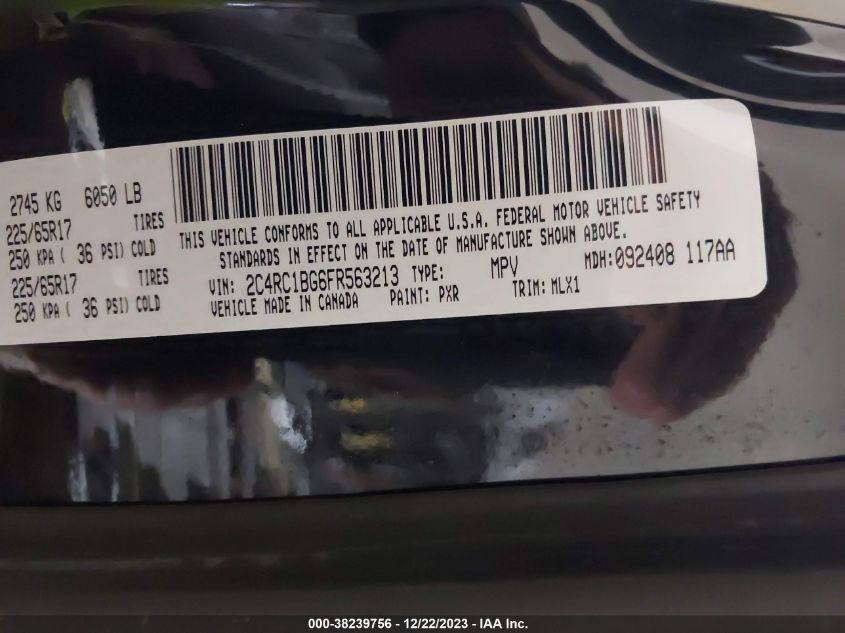 2745 KG 6050 LB
225/65R17 TIRES
250 KPA ( 36 PSI) COLD
225/65R17 TIRES
250 KPA ( 36 PSI) COLD
THIS VEHICLE CONFORMS TO ALL APPLICABLE U.S.A. FEDERAL MOTOR VEHICLE SAFETY
STANDARDS IN EFFECT ON THE DATE OF MANUFACTURE SHOWN ABOVE.
VIN: 2C4RC1BG6FR563213 TYPE: MPV MDH: 092408 117AA
VEHICLE MADE IN CANADA PAINT: PXR TRIM: MLX1
000-38239756 - 12/22/2023 - IAA Inc.